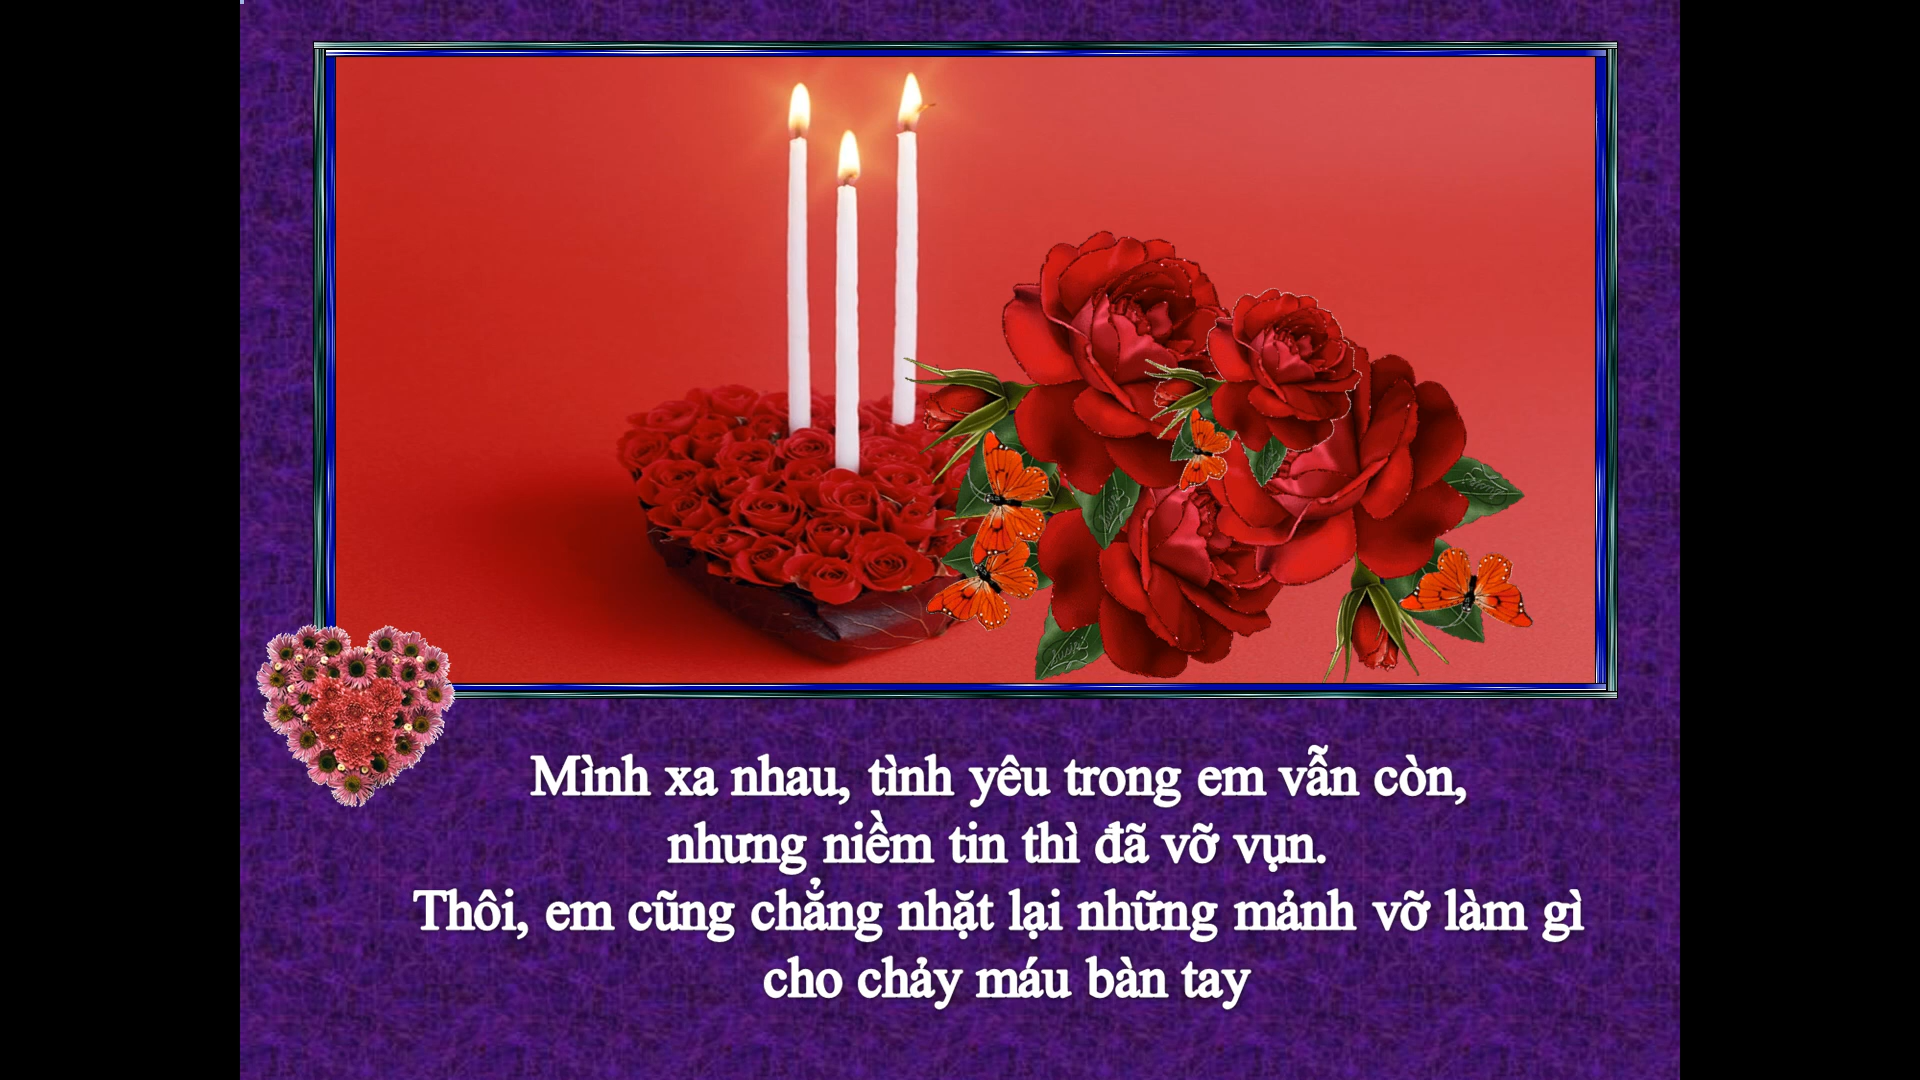 Mình xa nhau, tình yêu trong em vẫn còn,
nhưng niềm tin thì đã vỡ vụn.
Thôi, em cũng chẳng nhặt lại những mảnh vỡ làm gì
cho chảy máu bàn tay